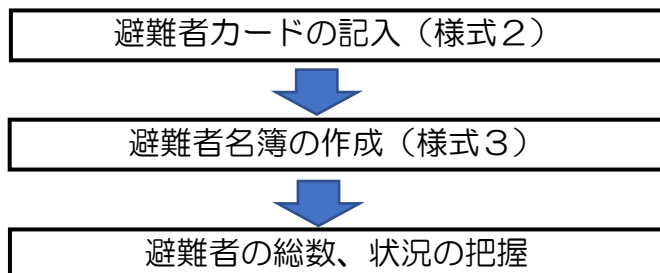 避難者カードの記入（様式２）
避難者名簿の作成（様式３）
避難者の総数、状況の把握